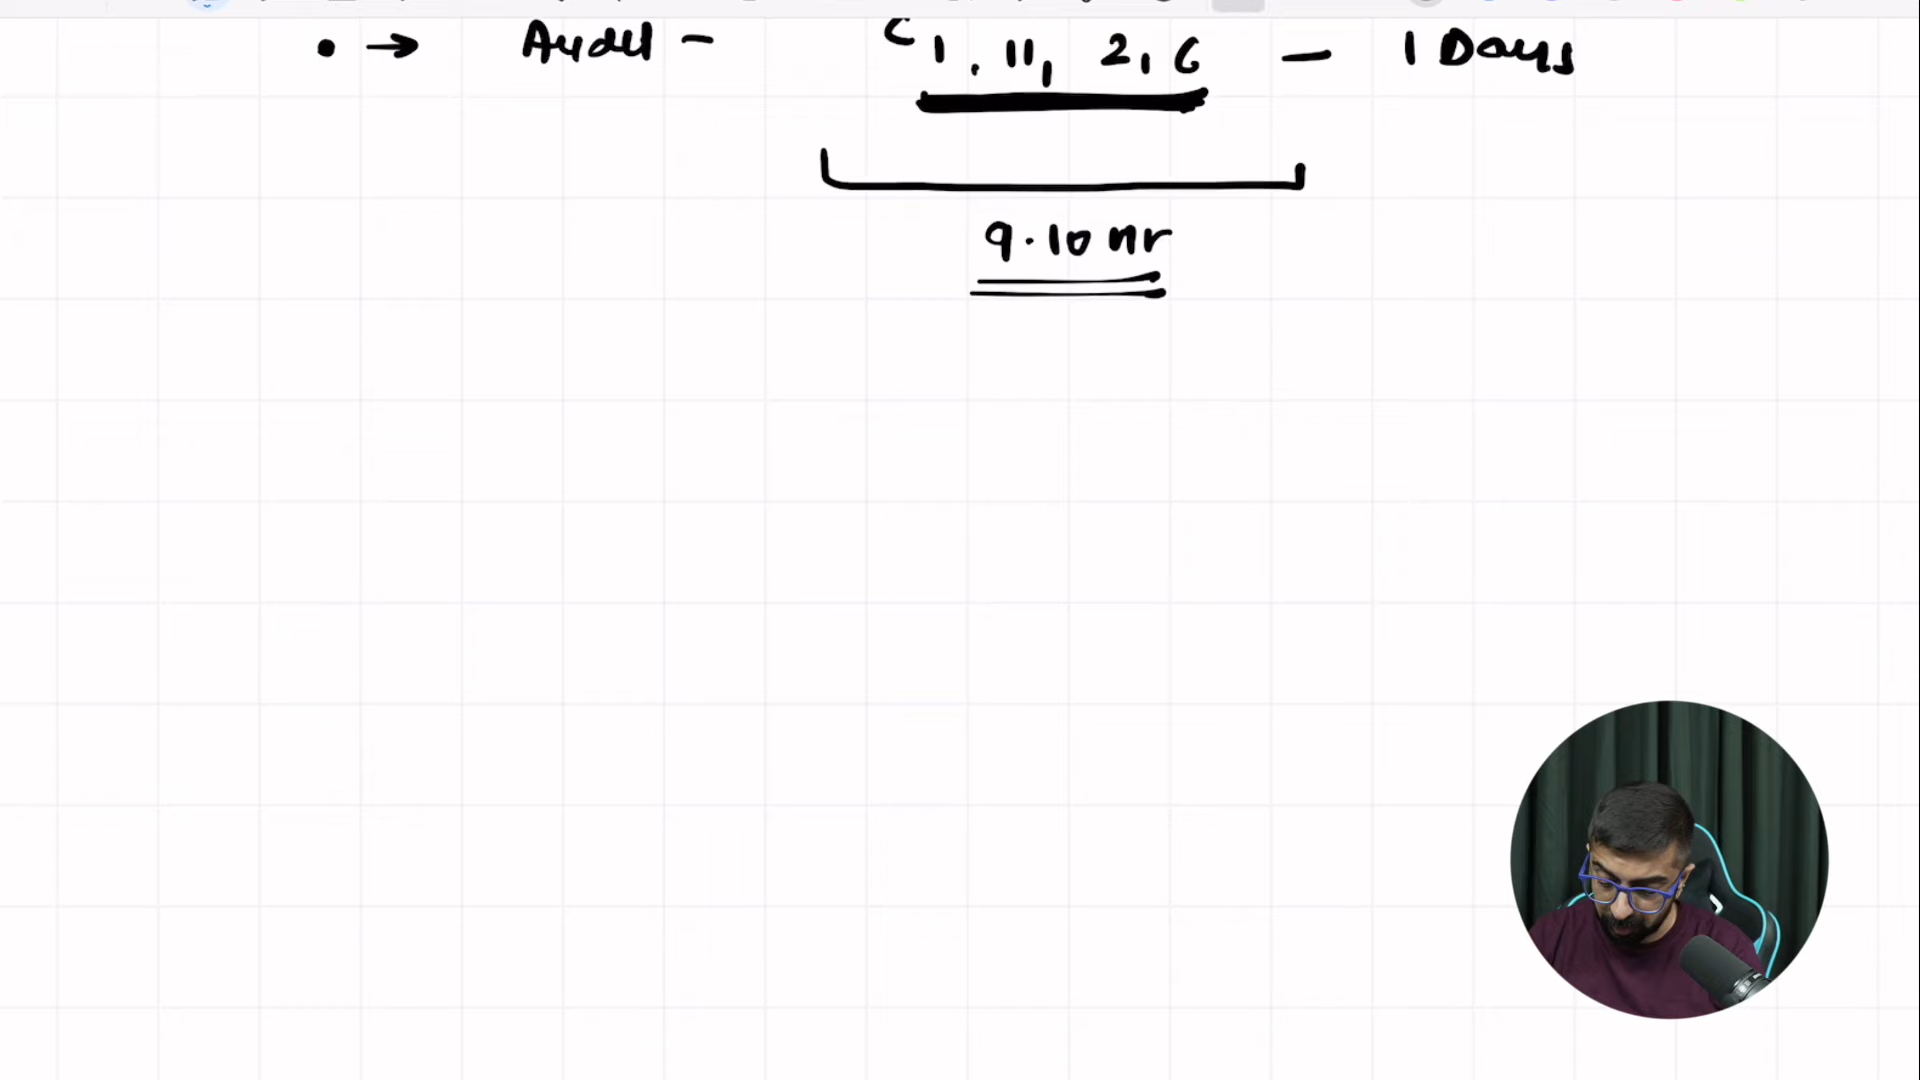 • → Audit - C 1, 11, 2, 6 — 1 Days
9.10 hr